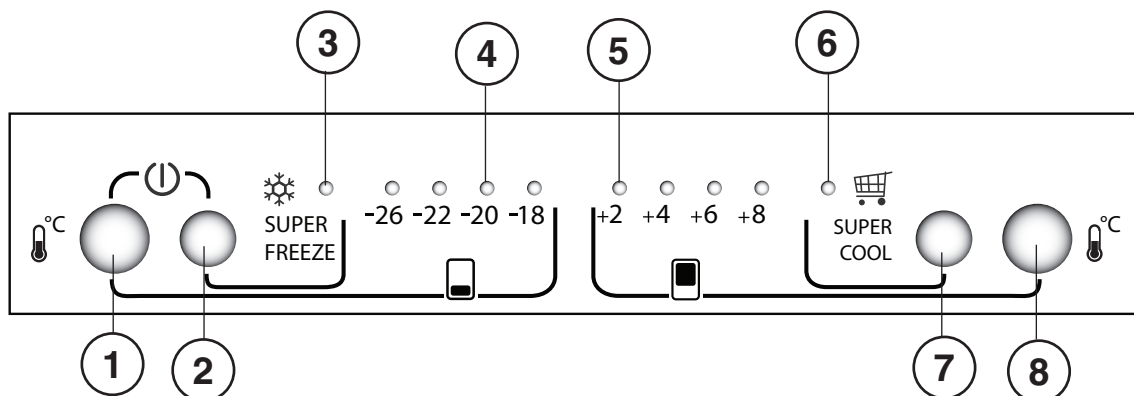 3 4 5 6
°C
SUPER
FREEZE
-26 -22 -20 -18
+2 +4 +6 +8
SUPER
COOL
°C
1 2 7 8